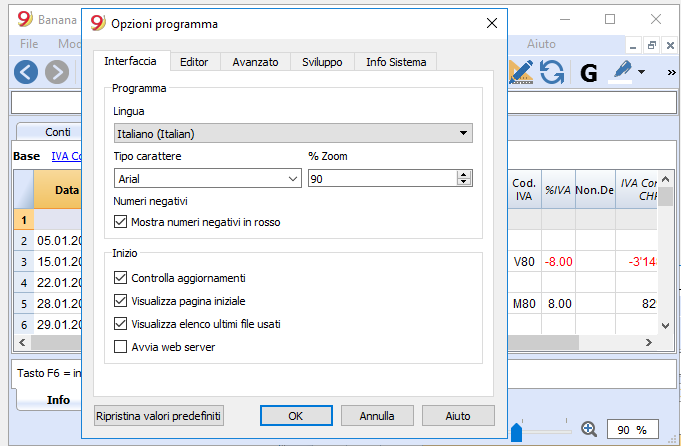 Banana
Opzioni programma
File
Aiuto
Interfaccia
Editor
Avanzato
Sviluppo
Info Sistema
Programma
Lingua
Italiano (Italian)
Tipo carattere
% Zoom
Arial
90
Numeri negativi
Mostra numeri negativi in rosso
Inizio
Controlla aggiornamenti
Visualizza pagina iniziale
Visualizza elenco ultimi file usati
Avvia web server
Ripristina valori predefiniti
OK
Annulla
Aiuto
G
»
Conti
Base
IVA
Data
Cod. IVA
%IVA
Non.De
IVA Con
CHF
1
2 05.01.20
3 15.01.20 V80 -8.00 -3'14
4 22.01.20
5 28.01.20 M80 8.00 82
6 29.01.20
Tasto F6 = in
Info
90 %